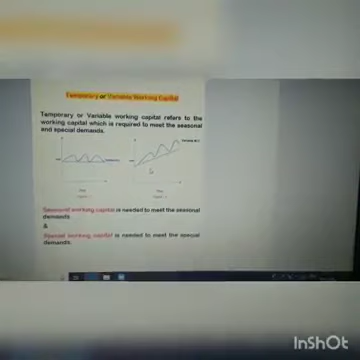 Temporary or Variable Working Capital
Temporary or Variable working capital refers to the
working capital which is required to meet the seasonal
and special demands.
Seasonal working capital is needed to meet the seasonal
demands.
&
Special working capital is needed to meet the special
demands.
InShOt